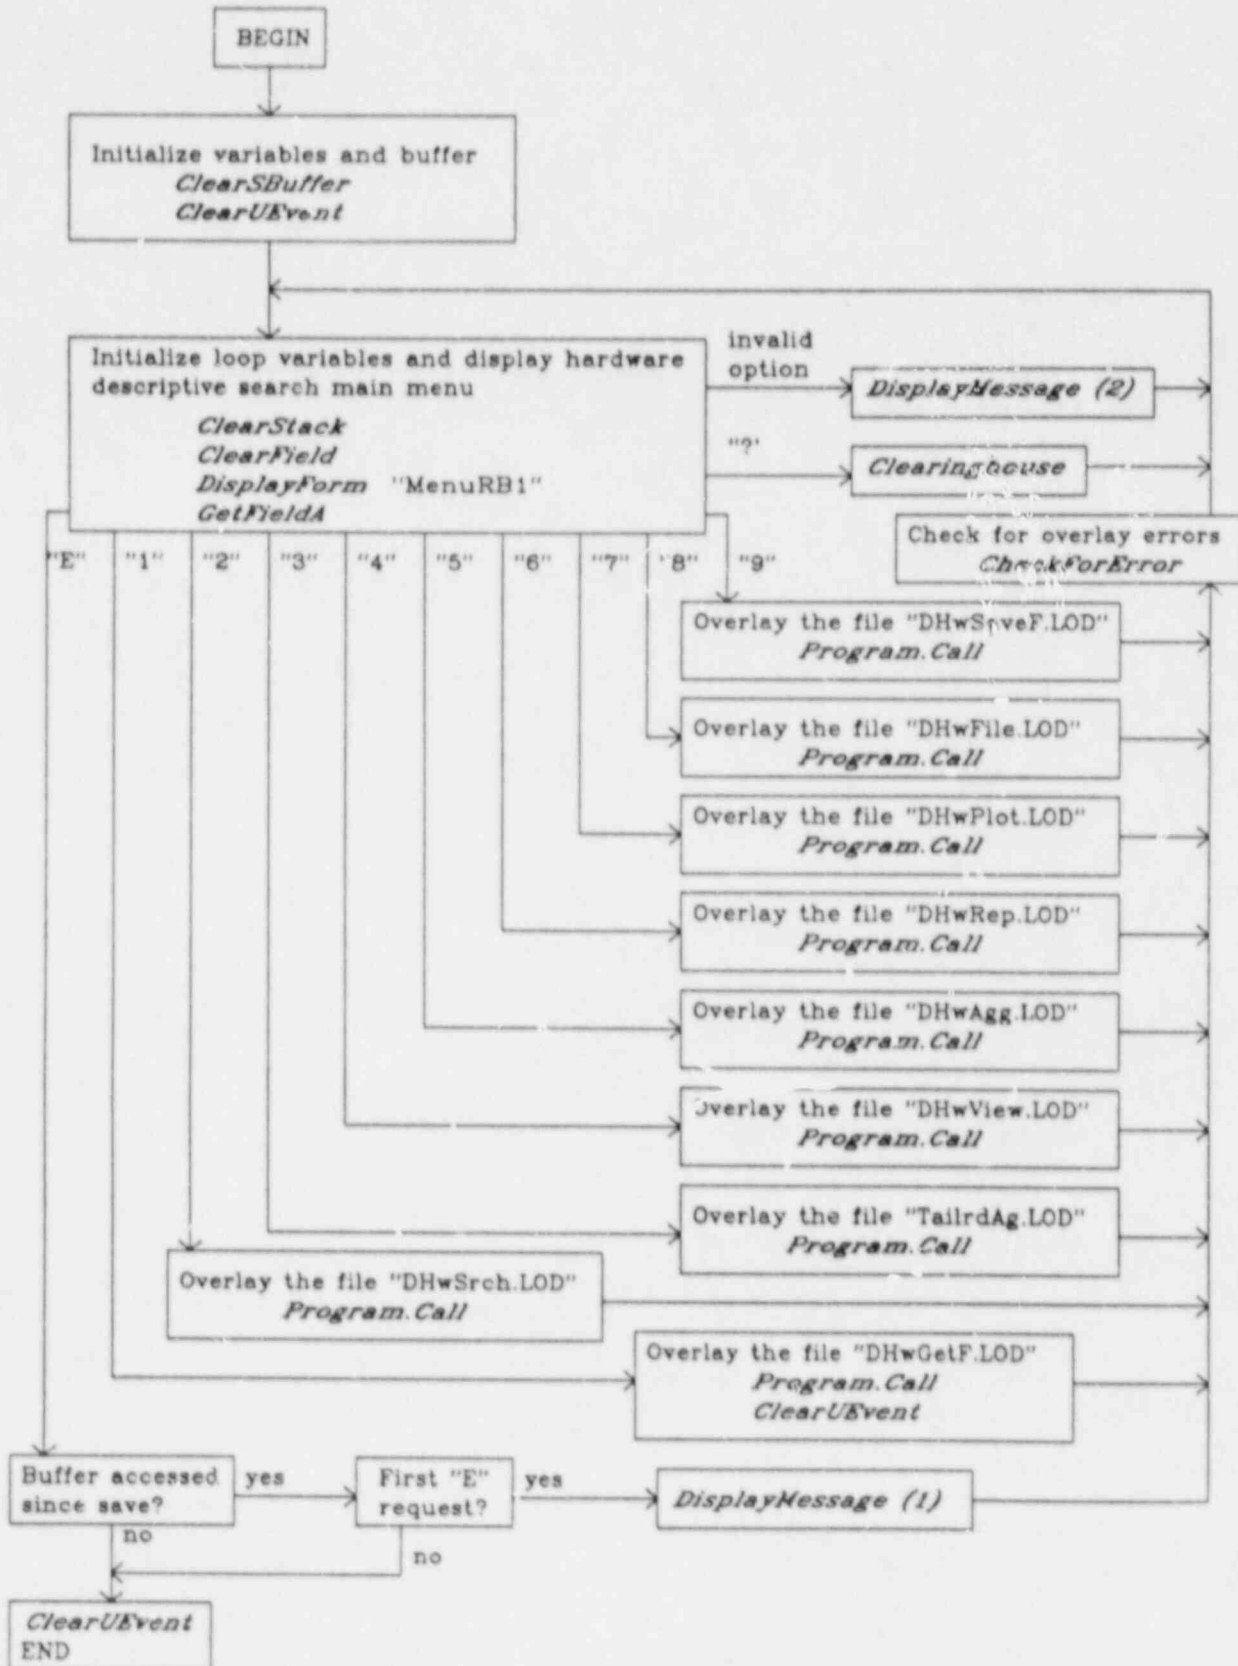 BEGIN
Initialize variables and buffer
ClearSBuffer
ClearUEvent
Initialize loop variables and display hardware
descriptive search main menu
ClearStack
ClearField
DisplayForm "MenuRB1"
GetFieldA
invalid
option
DisplayMessage (2)
"?'
Clearinghouse
Check for overlay errors
CheckForError
"E" "1" "2" "3" "4" "5" "6" "7" '8" "9"
Overlay the file "DHwSaveF.LOD"
Program.Call
Overlay the file "DHwFile.LOD"
Program.Call
Overlay the file "DHwPlot.LOD"
Program.Call
Overlay the file "DHwRep.LOD"
Program.Call
Overlay the file "DHwAgg.LOD"
Program.Call
Overlay the file "DHwView.LOD"
Program.Call
Overlay the file "TailrdAg.LOD"
Program.Call
Overlay the file "DHwSrch.LOD"
Program.Call
Overlay the file "DHwGetF.LOD"
Program.Call
ClearUEvent
Buffer accessed
since save?
yes
First "E"
request?
yes
DisplayMessage (1)
no
no
ClearUEvent
END